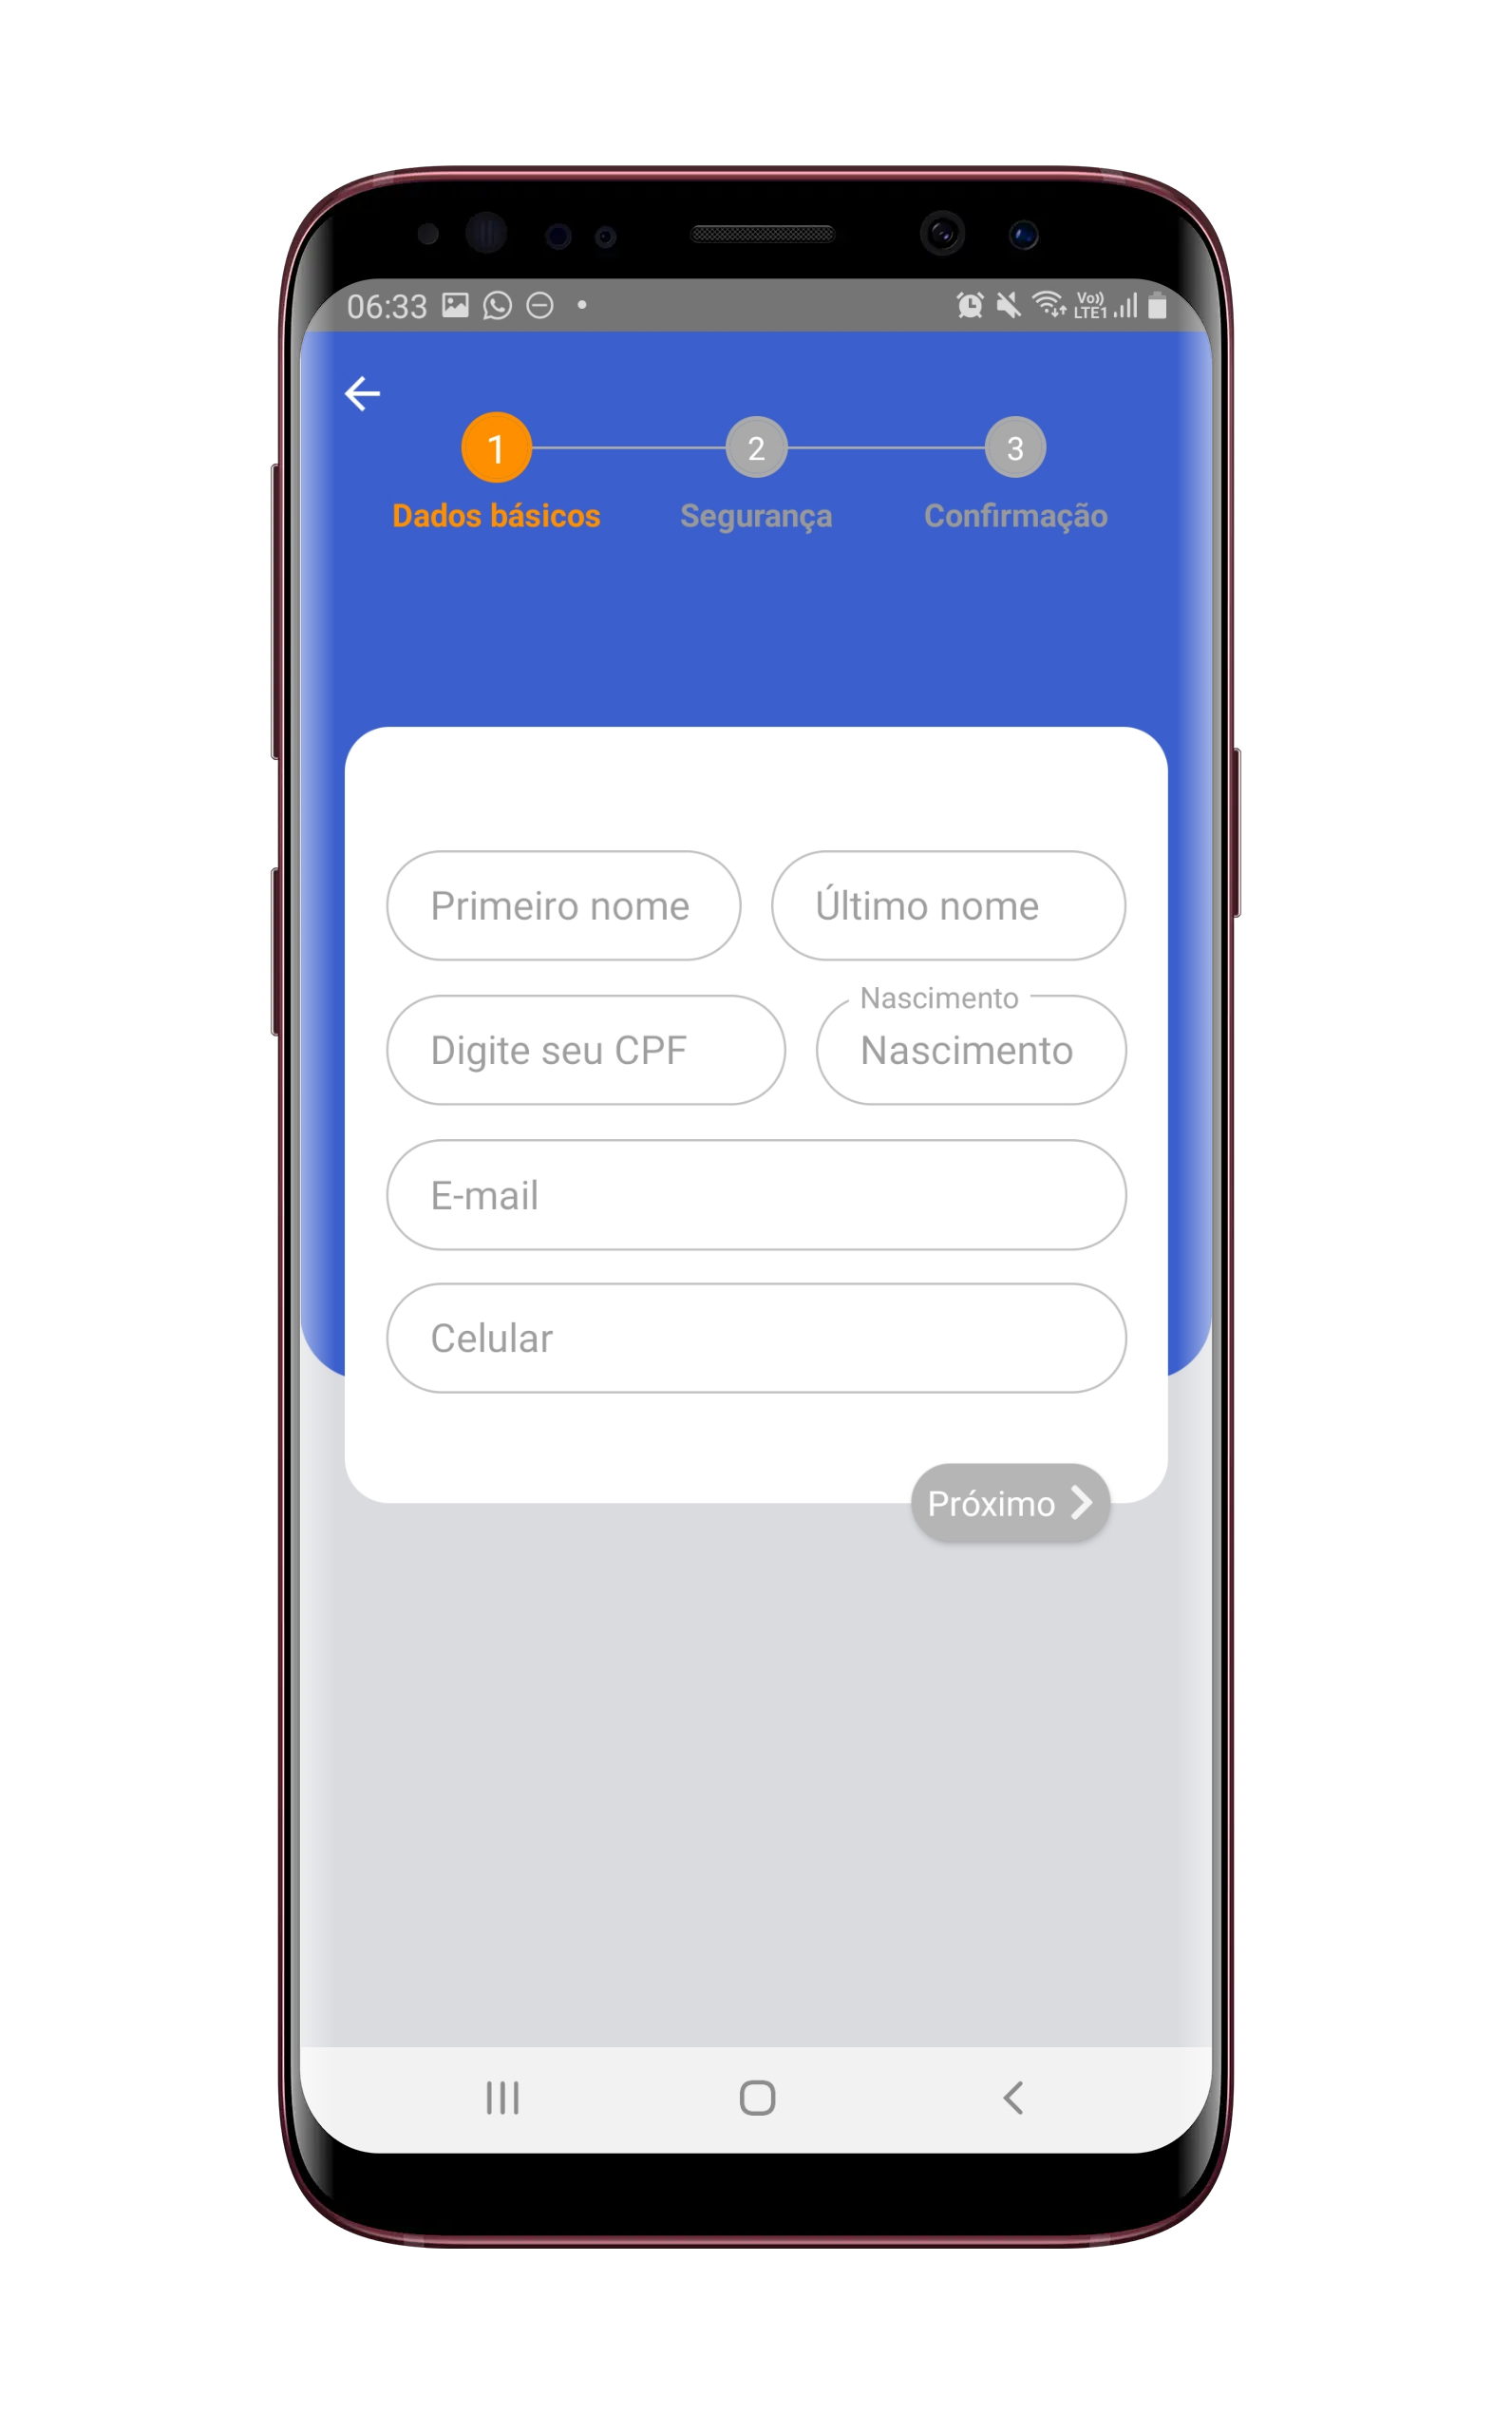 06:33 Vo)) LTE1
1 2 3
Dados básicos Segurança Confirmação
Primeiro nome Último nome
Nascimento
Digite seu CPF Nascimento
E-mail
Celular
Próximo